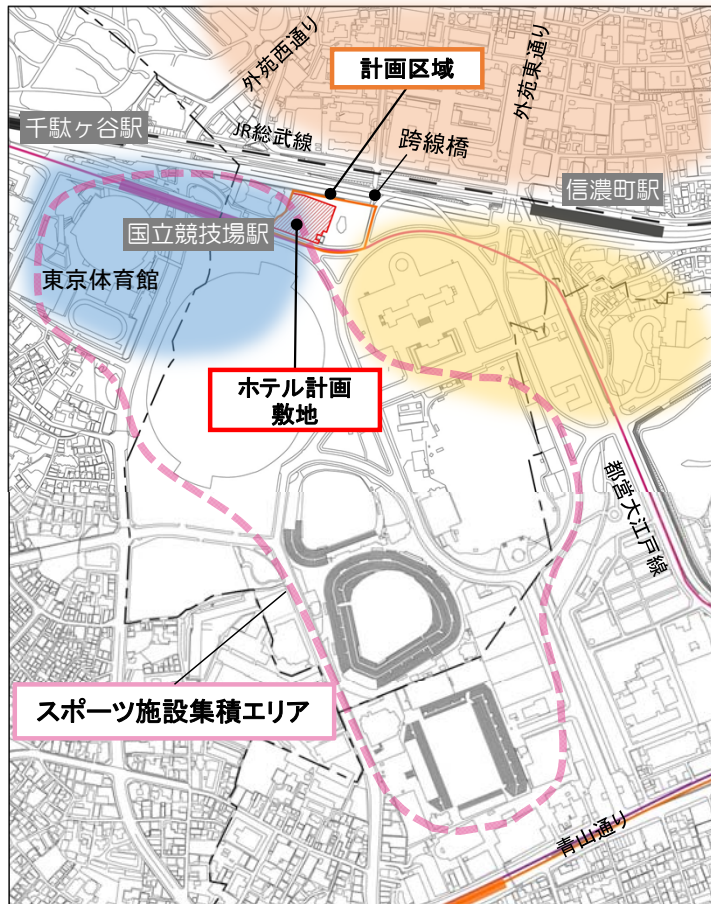 外苑西通り
計画区域
外苑東通り
千駄ヶ谷駅
JR総武線
跨線橋
信濃町駅
国立競技場駅
東京体育館
ホテル計画
敷地
都営大江戸線
スポーツ施設集積エリア
青山通り